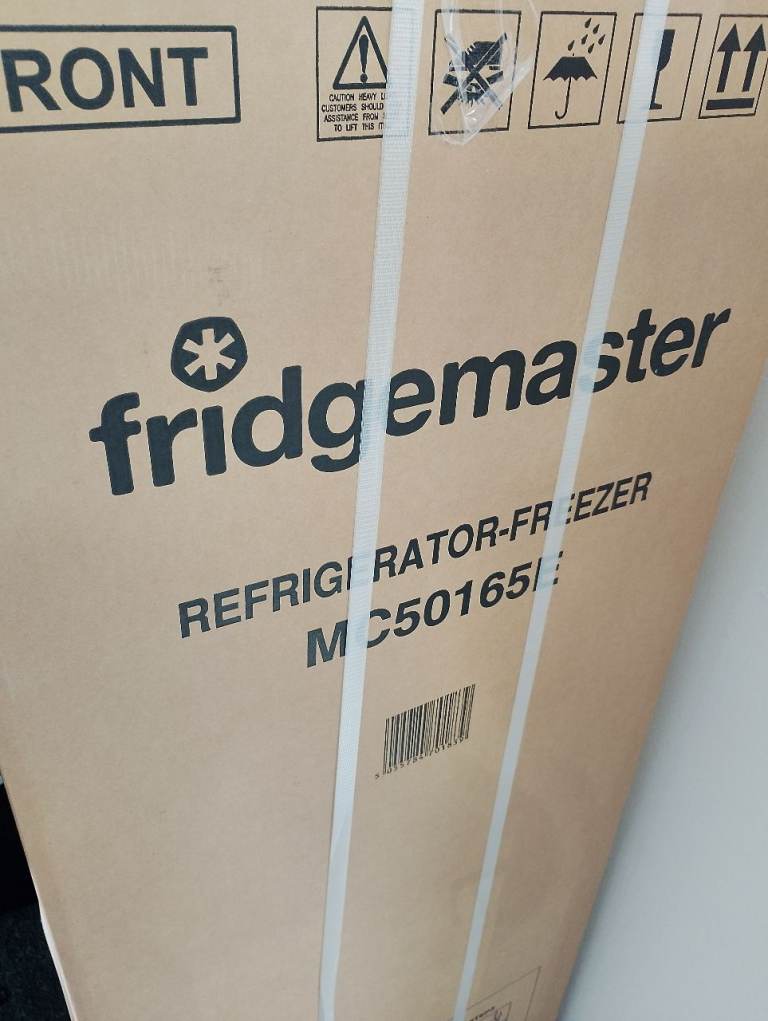 RONT
CAUTION HEAVY
CUSTOMERS SHOULD
ASSISTANCE FROM
TO LIFT THIS
fridgemaster
REFRIGERATOR-FREEZER
MC50165E